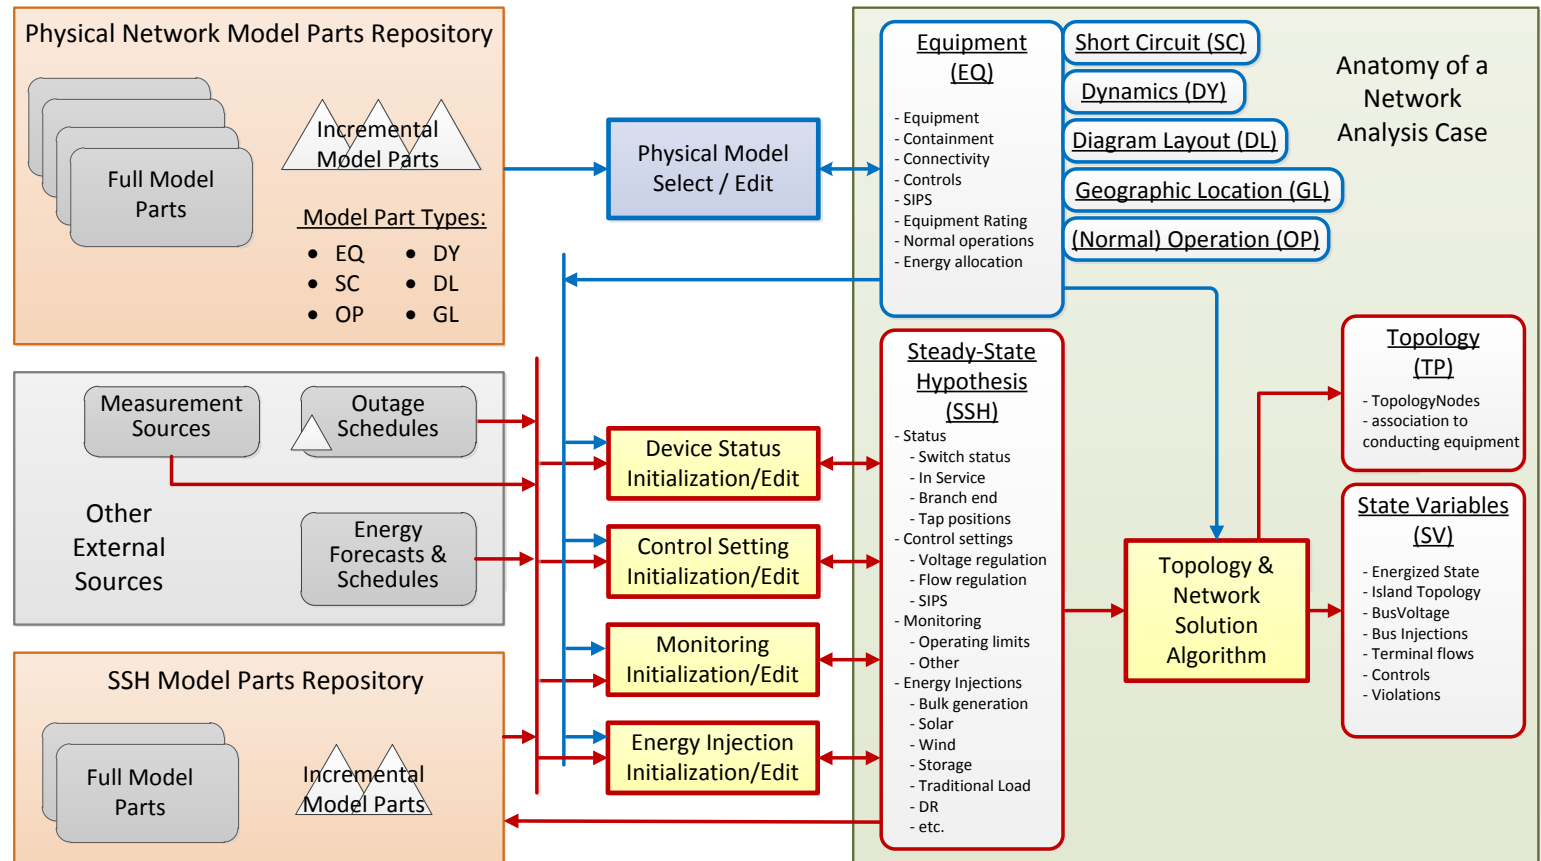 Physical Network Model Parts Repository
Full Model
Parts
Incremental
Model Parts
Model Part Types:
• EQ • DY
• SC • DL
• OP • GL
Physical Model
Select / Edit
Equipment
(EQ)
- Equipment
- Containment
- Connectivity
- Controls
- SIPS
- Equipment Rating
- Normal operations
- Energy allocation
Short Circuit (SC)
Dynamics (DY)
Diagram Layout (DL)
Geographic Location (GL)
(Normal) Operation (OP)
Anatomy of a
Network
Analysis Case
Measurement
Sources
Outage
Schedules
Other
External
Sources
Energy
Forecasts &
Schedules
SSH Model Parts Repository
Full Model
Parts
Incremental
Model Parts
Device Status
Initialization/Edit
Control Setting
Initialization/Edit
Monitoring
Initialization/Edit
Energy Injection
Initialization/Edit
Steady-State
Hypothesis
(SSH)
- Status
- Switch status
- In Service
- Branch end
- Tap positions
- Control settings
- Voltage regulation
- Flow regulation
- SIPS
- Monitoring
- Operating limits
- Other
- Energy Injections
- Bulk generation
- Solar
- Wind
- Storage
- Traditional Load
- DR
- etc.
Topology &
Network
Solution
Algorithm
Topology
(TP)
- TopologyNodes
- association to
conducting equipment
State Variables
(SV)
- Energized State
- Island Topology
- BusVoltage
- Bus Injections
- Terminal flows
- Controls
- Violations